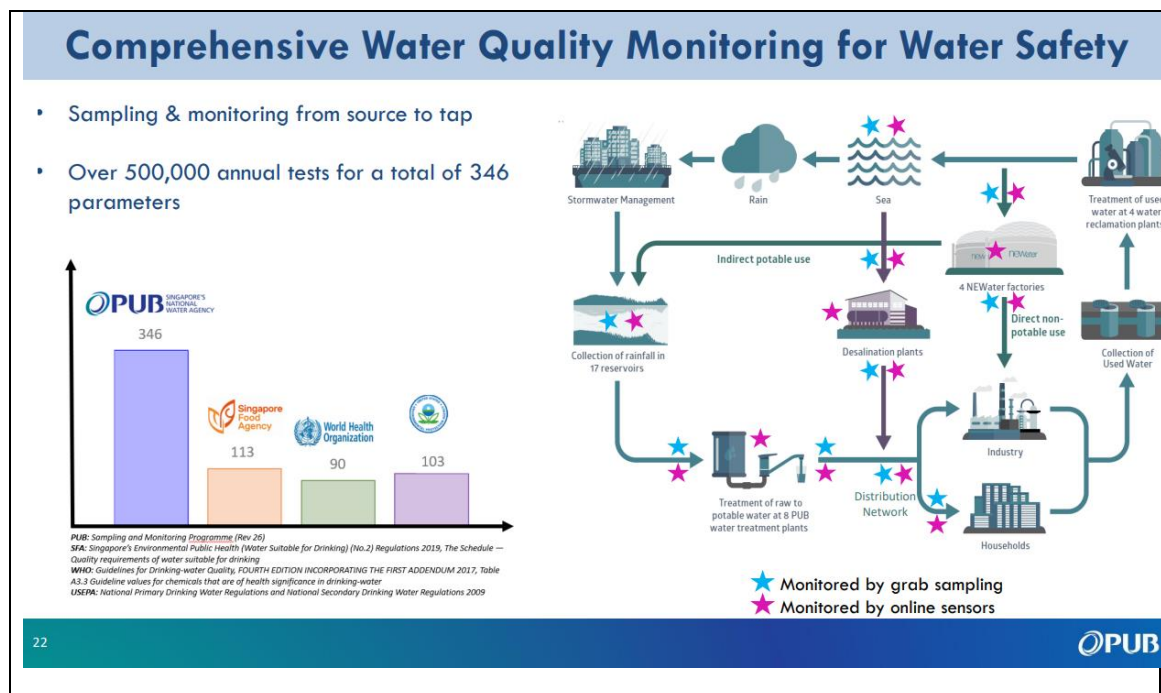 Comprehensive Water Quality Monitoring for Water Safety
• Sampling & monitoring from source to tap
• Over 500,000 annual tests for a total of 346
parameters
PUB SINGAPORE'S
NATIONAL
WATER AGENCY
346
Singapore
Food
Agency
113
World Health
Organization
90
103
PUB: Sampling and Monitoring Programme (Rev 26)
SFA: Singapore's Environmental Public Health (Water Suitable for Drinking) (No.2) Regulations 2019, The Schedule —
Quality requirements of water suitable for drinking
WHO: Guidelines for Drinking-water Quality, FOURTH EDITION INCORPORATING THE FIRST ADDENDUM 2017, Table
A3.3 Guideline values for chemicals that are of health significance in drinking-water
USEPA: National Primary Drinking Water Regulations and National Secondary Drinking Water Regulations 2009
Stormwater Management
Rain
Sea
Treatment of used
water at 4 water
reclamation plants
Indirect potable use
NEWater
4 NEWater factories
Direct non-
potable use
Collection of rainfall in
17 reservoirs
Desalination plants
Collection of
Used Water
Industry
Treatment of raw to
potable water at 8 PUB
water treatment plants
Distribution
Network
Households
Monitored by grab sampling
Monitored by online sensors
22
PUB